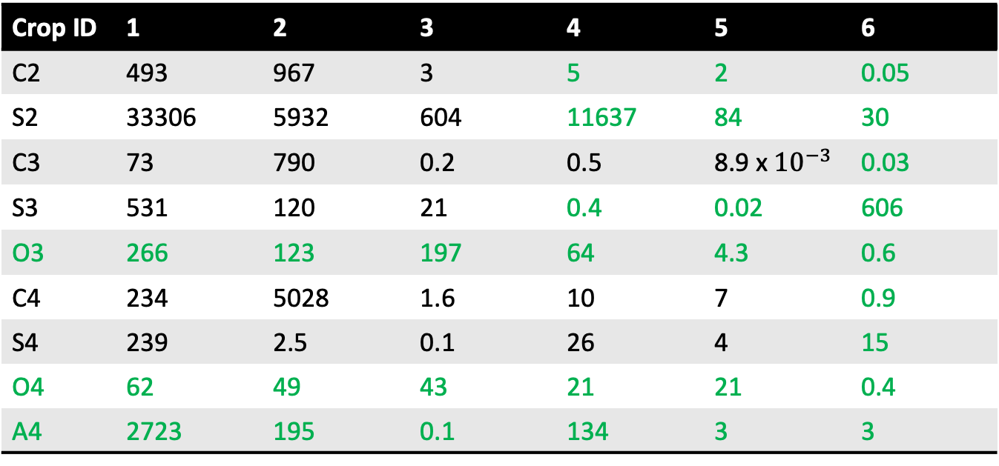 Crop ID 1 2 3 4 5 6
C2 493 967 3 5 2 0.05
S2 33306 5932 604 11637 84 30
C3 73 790 0.2 0.5 8.9 x 10⁻³ 0.03
S3 531 120 21 0.4 0.02 606
O3 266 123 197 64 4.3 0.6
C4 234 5028 1.6 10 7 0.9
S4 239 2.5 0.1 26 4 15
O4 62 49 43 21 21 0.4
A4 2723 195 0.1 134 3 3